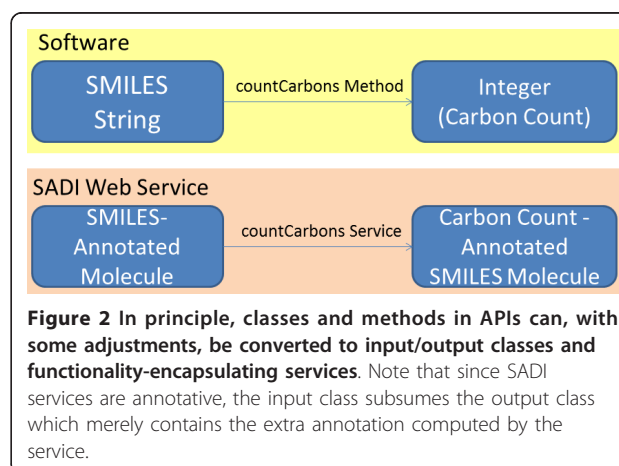 Software
SMILES
String
countCarbons Method
Integer
(Carbon Count)
SADI Web Service
SMILES-
Annotated
Molecule
countCarbons Service
Carbon Count -
Annotated
SMILES Molecule
Figure 2 In principle, classes and methods in APIs can, with
some adjustments, be converted to input/output classes and
functionality-encapsulating services. Note that since SADI
services are annotative, the input class subsumes the output class
which merely contains the extra annotation computed by the
service.